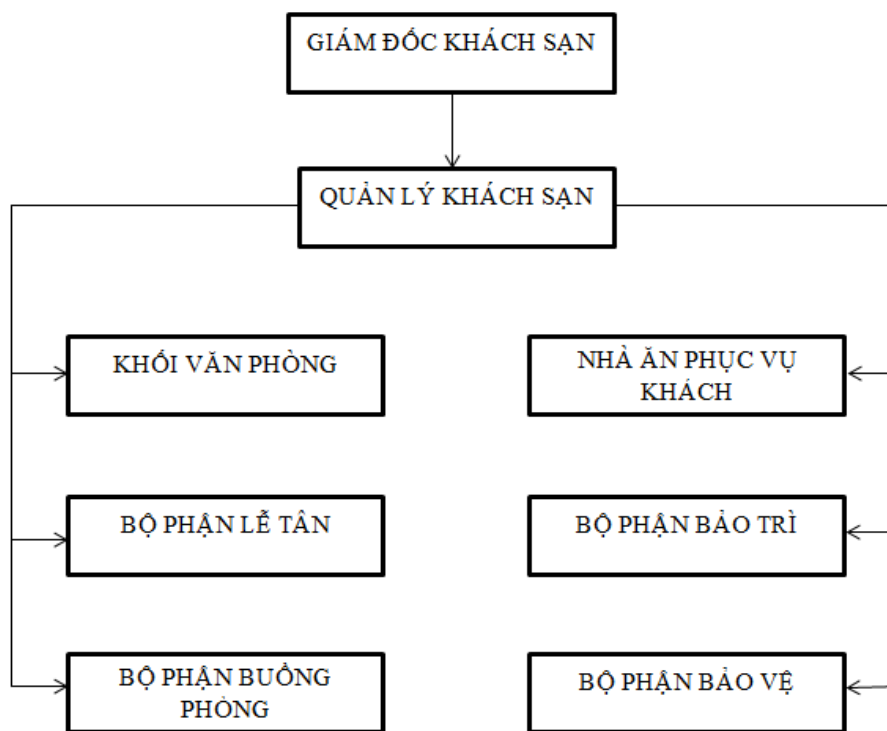 GIÁM ĐỐC KHÁCH SẠN
QUẢN LÝ KHÁCH SẠN
KHỐI VĂN PHÒNG
NHÀ ĂN PHỤC VỤ
KHÁCH
BỘ PHẬN LỄ TÂN
BỘ PHẬN BẢO TRÌ
BỘ PHẬN BUỒNG
PHÒNG
BỘ PHẬN BẢO VỆ